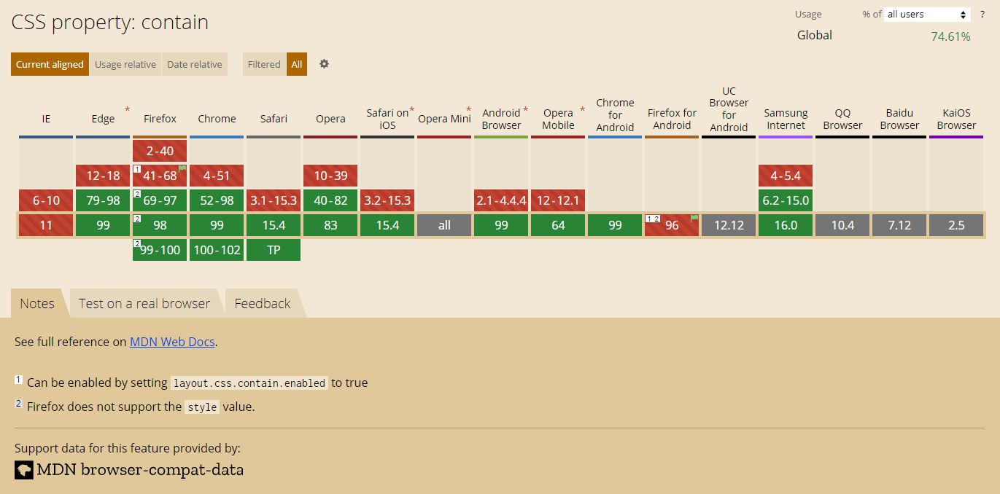 CSS property: contain
Usage % of all users ?
Global 74.61%
Current aligned Usage relative Date relative Filtered All
IE Edge * Firefox Chrome Safari Opera Safari on iOS * Opera Mini * Android Browser * Opera Mobile * Chrome for Android Firefox for Android UC Browser for Android Samsung Internet QQ Browser Baidu Browser KaiOS Browser
2-40
12-18 1 41-68 4-51 10-39 4-5.4
6-10 79-98 2 69-97 52-98 3.1-15.3 40-82 3.2-15.3 2.1-4.4.4 12-12.1 6.2-15.0
11 99 2 98 99 15.4 83 15.4 all 99 64 99 1 2 96 12.12 16.0 10.4 7.12 2.5
2 99-100 100-102 TP
Notes Test on a real browser Feedback
See full reference on MDN Web Docs.
1 Can be enabled by setting layout.css.contain.enabled to true
2 Firefox does not support the style value.
Support data for this feature provided by:
MDN browser-compat-data